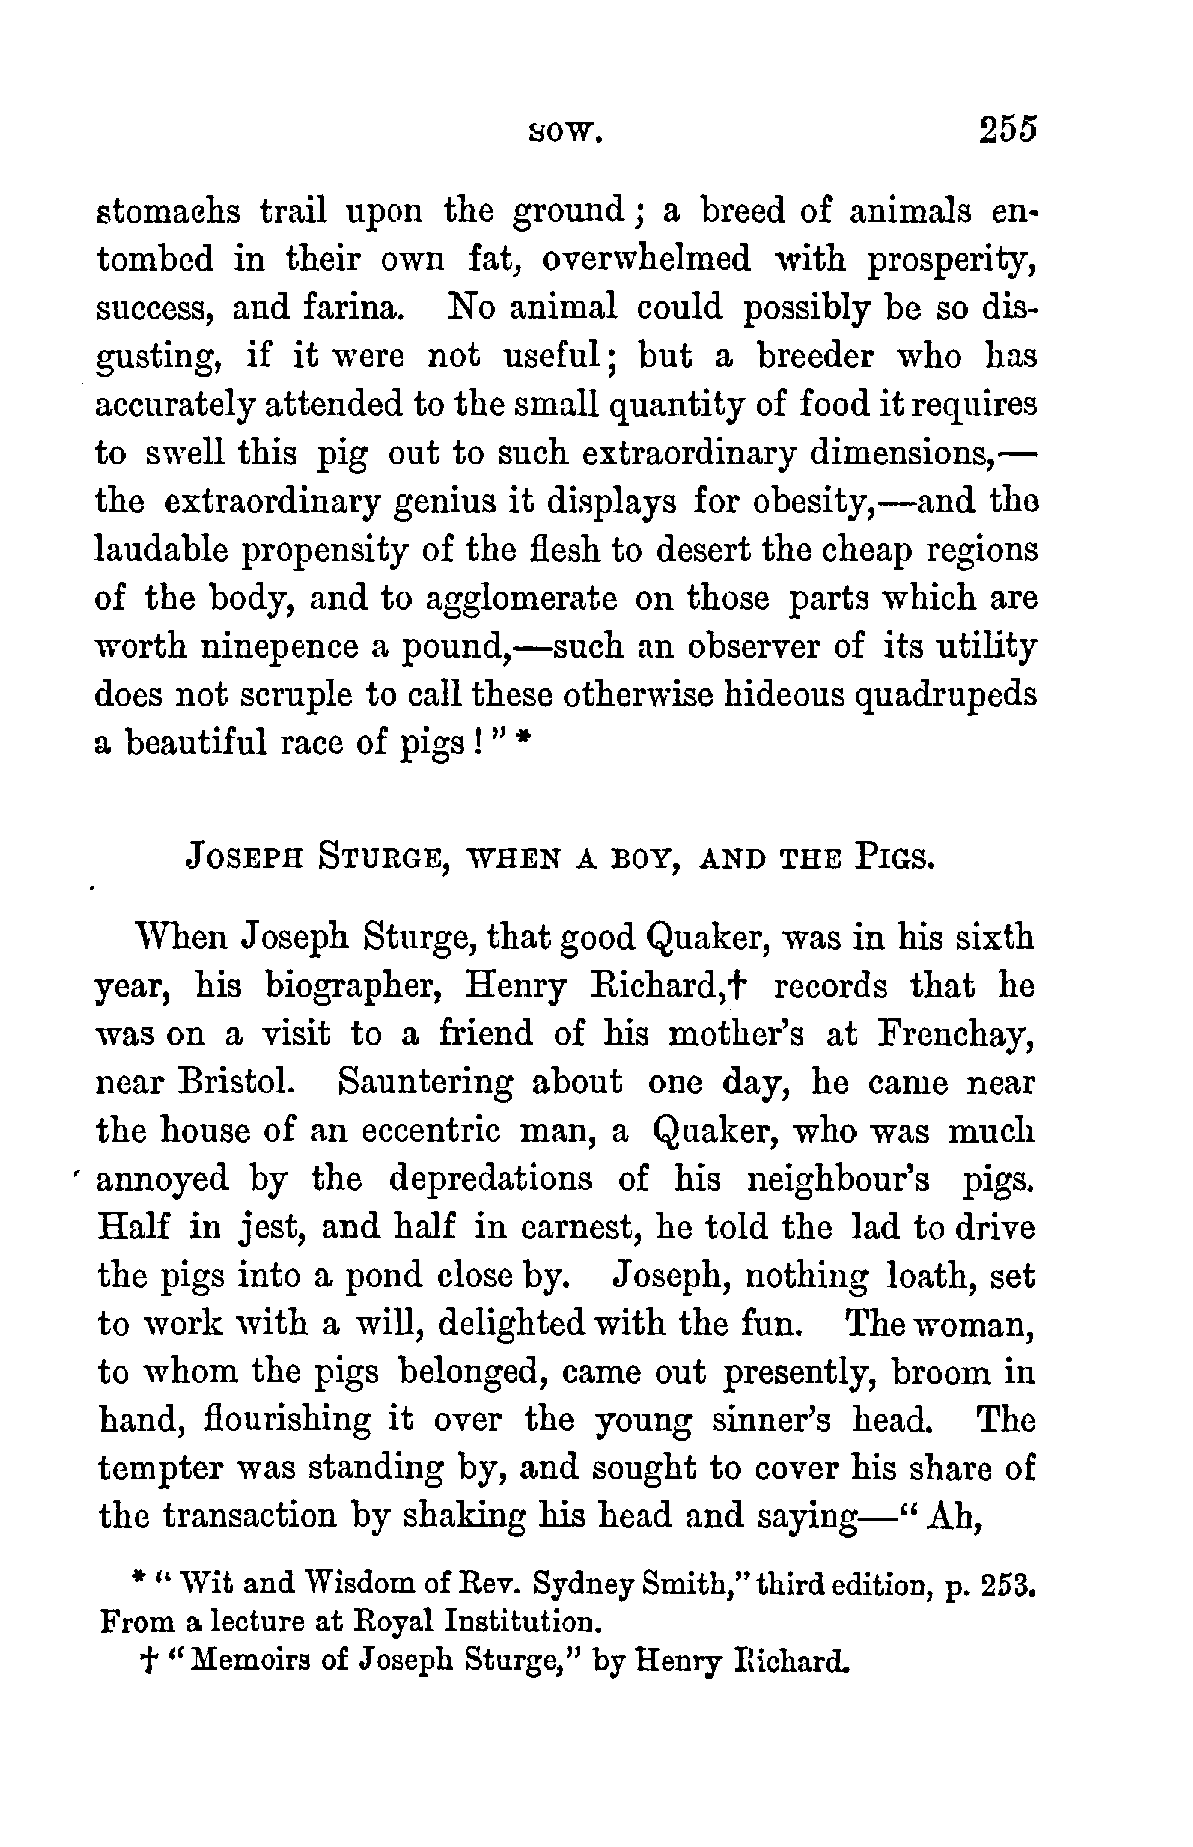 SOW. 255
stomachs trail upon the ground; a breed of animals en-
tombed in their own fat, overwhelmed with prosperity,
success, and farina. No animal could possibly be so dis-
gusting, if it were not useful; but a breeder who has
accurately attended to the small quantity of food it requires
to swell this pig out to such extraordinary dimensions,—
the extraordinary genius it displays for obesity,—and the
laudable propensity of the flesh to desert the cheap regions
of the body, and to agglomerate on those parts which are
worth ninepence a pound,—such an observer of its utility
does not scruple to call these otherwise hideous quadrupeds
a beautiful race of pigs!" *
JOSEPH STURGE, WHEN A BOY, AND THE PIGS.
When Joseph Sturge, that good Quaker, was in his sixth
year, his biographer, Henry Richard,† records that he
was on a visit to a friend of his mother's at Frenchay,
near Bristol. Sauntering about one day, he came near
the house of an eccentric man, a Quaker, who was much
annoyed by the depredations of his neighbour's pigs.
Half in jest, and half in earnest, he told the lad to drive
the pigs into a pond close by. Joseph, nothing loath, set
to work with a will, delighted with the fun. The woman,
to whom the pigs belonged, came out presently, broom in
hand, flourishing it over the young sinner's head. The
tempter was standing by, and sought to cover his share of
the transaction by shaking his head and saying—" Ah,
* " Wit and Wisdom of Rev. Sydney Smith," third edition, p. 253.
From a lecture at Royal Institution.
† " Memoirs of Joseph Sturge," by Henry Richard.